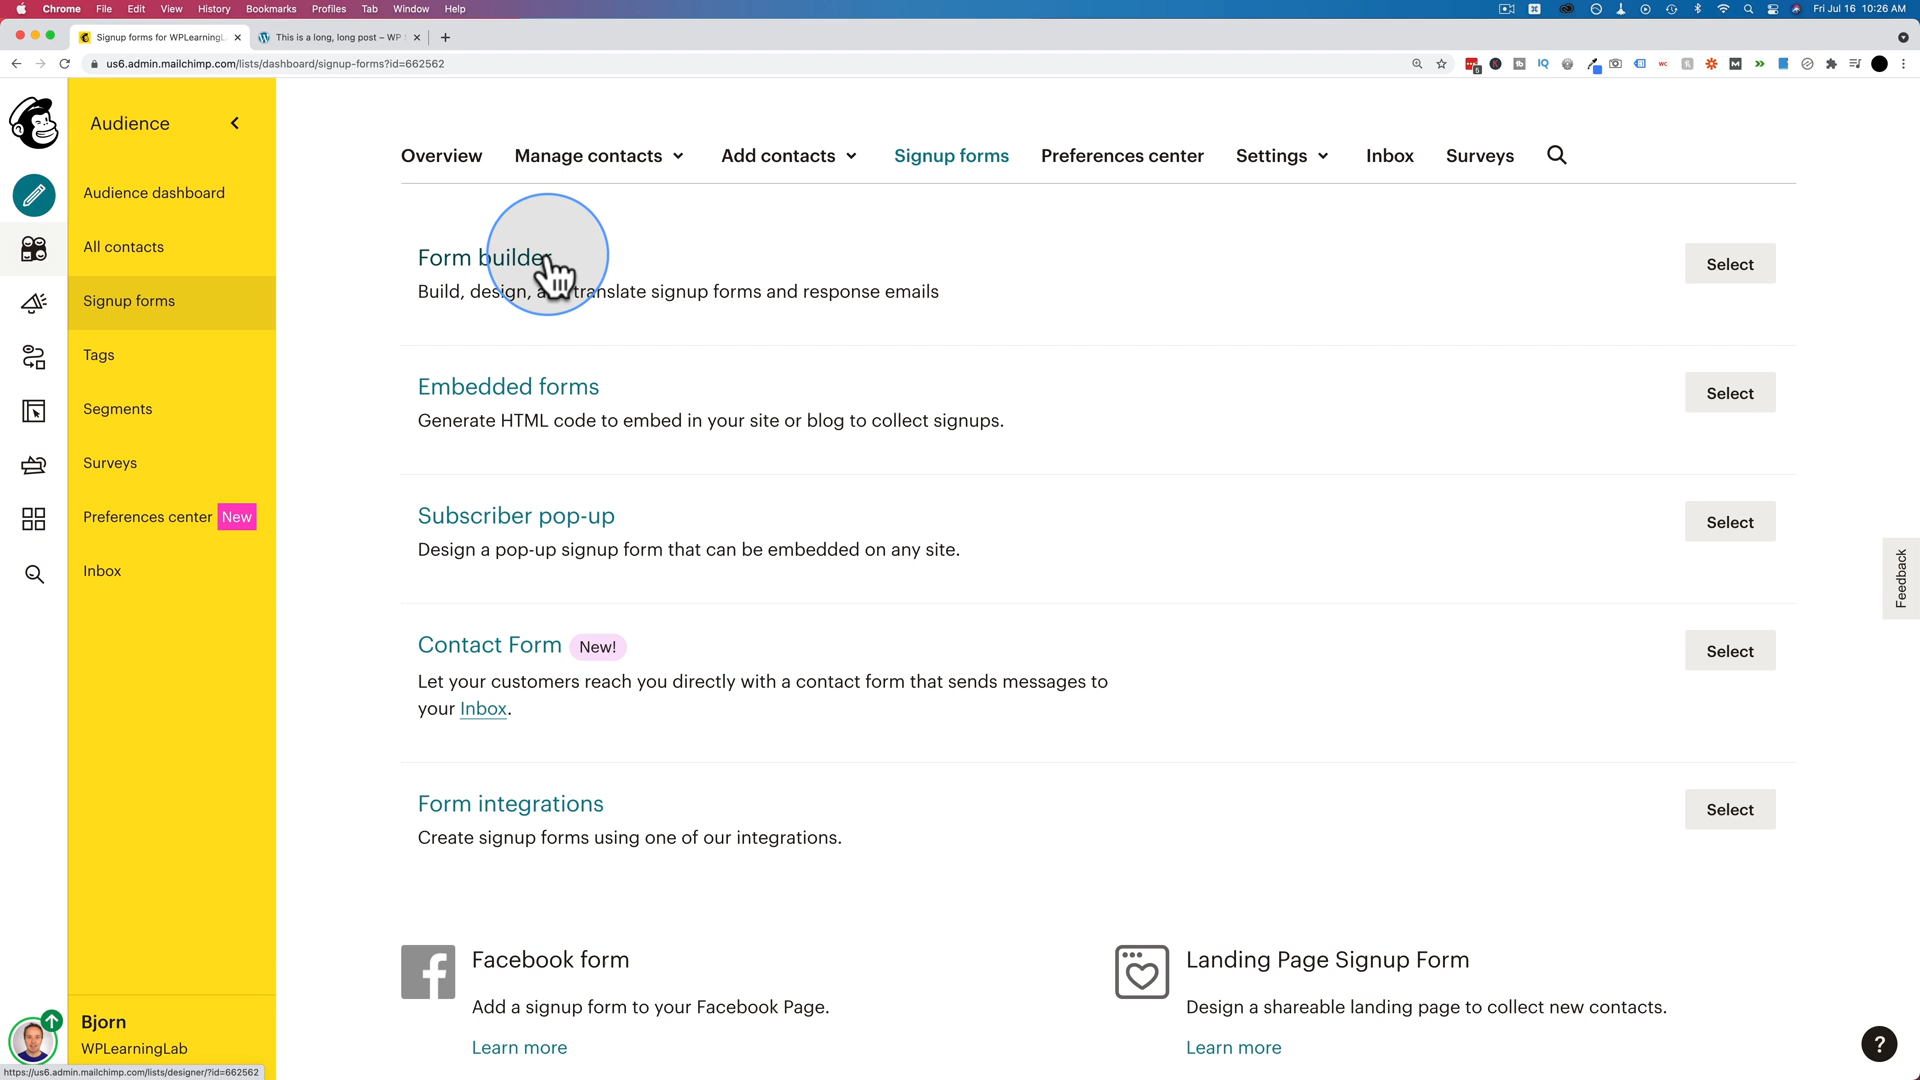 Chrome File Edit View History Bookmarks Profiles Tab Window Help
Fri Jul 16 10:26 AM
Signup forms for WPLearningL
This is a long, long post – WP
us6.admin.mailchimp.com/lists/dashboard/signup-forms?id=662562
Audience
Audience dashboard
All contacts
Signup forms
Tags
Segments
Surveys
Preferences center New
Inbox
Bjorn
WPLearningLab
https://us6.admin.mailchimp.com/lists/designer/?id=662562
Overview Manage contacts Add contacts Signup forms Preferences center Settings Inbox Surveys
Form builder
Build, design, a translate signup forms and response emails
Select
Embedded forms
Generate HTML code to embed in your site or blog to collect signups.
Select
Subscriber pop-up
Design a pop-up signup form that can be embedded on any site.
Select
Contact Form New!
Let your customers reach you directly with a contact form that sends messages to
your Inbox.
Select
Form integrations
Create signup forms using one of our integrations.
Select
Facebook form
Add a signup form to your Facebook Page.
Learn more
Landing Page Signup Form
Design a shareable landing page to collect new contacts.
Learn more
Feedback
?